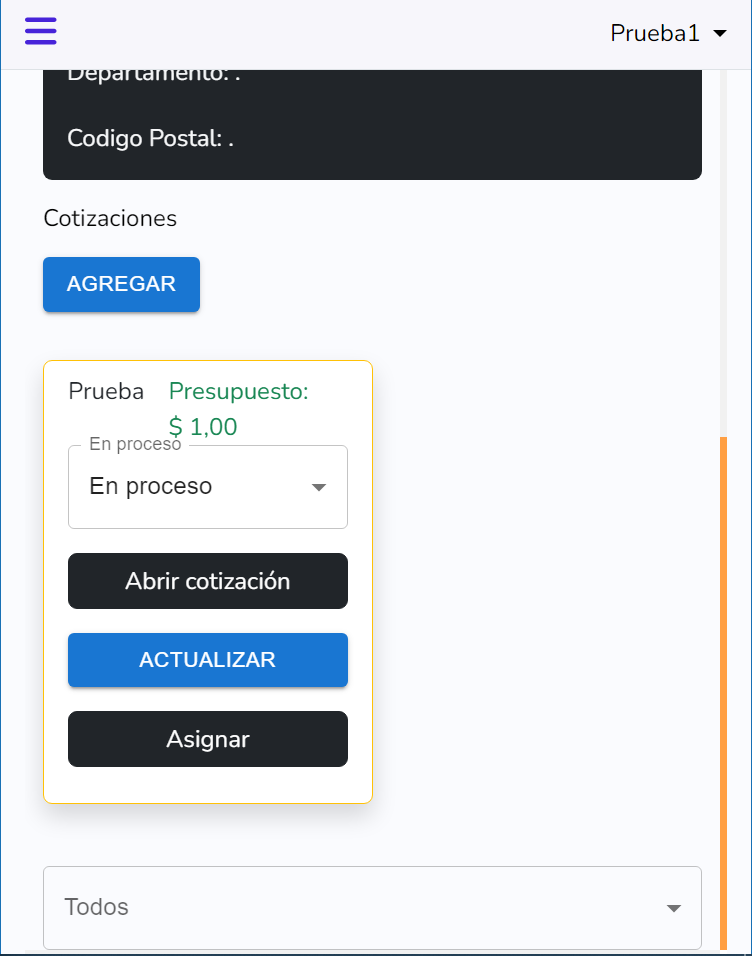 Prueba1
Departamento: .
Codigo Postal: .
Cotizaciones
AGREGAR
Prueba
Presupuesto:
$ 1,00
En proceso
En proceso
Abrir cotización
ACTUALIZAR
Asignar
Todos